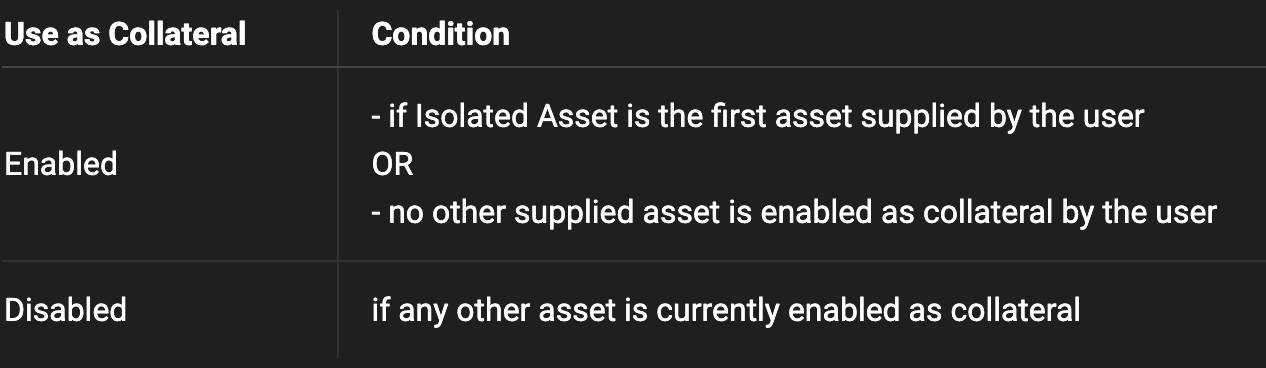 Use as Collateral
Condition
Enabled
- if Isolated Asset is the first asset supplied by the user
OR
- no other supplied asset is enabled as collateral by the user
Disabled
if any other asset is currently enabled as collateral